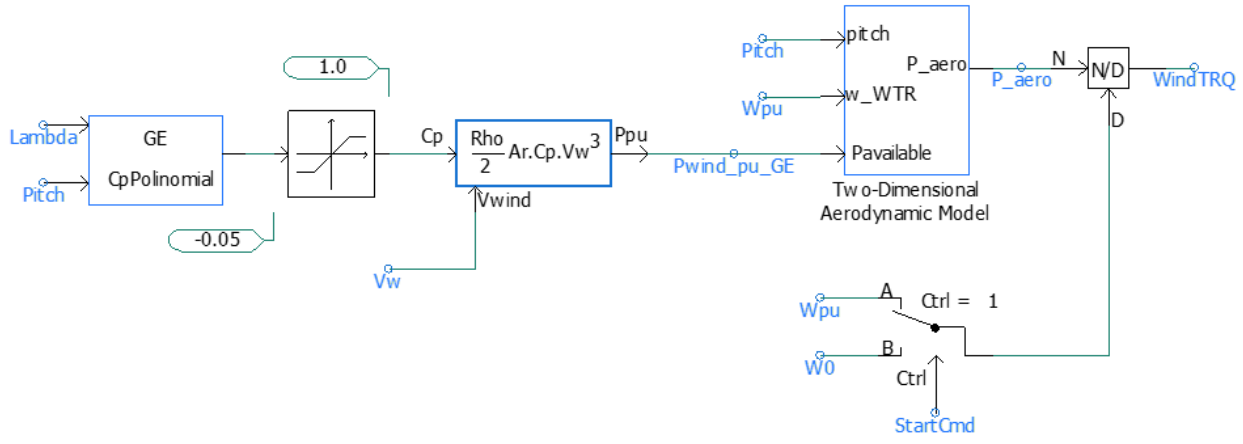 Lambda
Pitch
GE
CpPolinomial
1.0
-0.05
Cp
Rho
2
Ar.Cp.Vw3
Ppu
Vwind
Vw
Pwind_pu_GE
Pitch
Wpu
pitch
w_WTR
Pavailable
P_aero
Two-Dimensional
Aerodynamic Model
P_aero
N
N/D
D
WindTRQ
Wpu
W0
A
B
Ctrl = 1
Ctrl
StartCmd